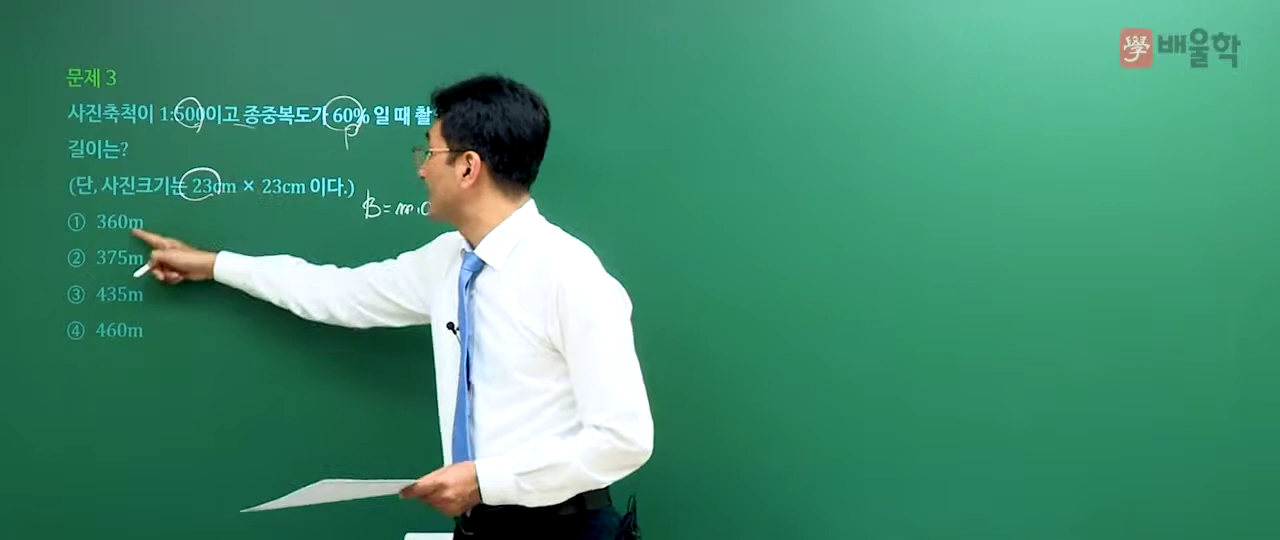 배울학
문제 3
사진축척이 1:500이고 종중복도가 60% 일 때 촬
길이는?
(단, 사진크기는 23cm × 23cm 이다.)
B = m.a
① 360m
② 375m
③ 435m
④ 460m
p